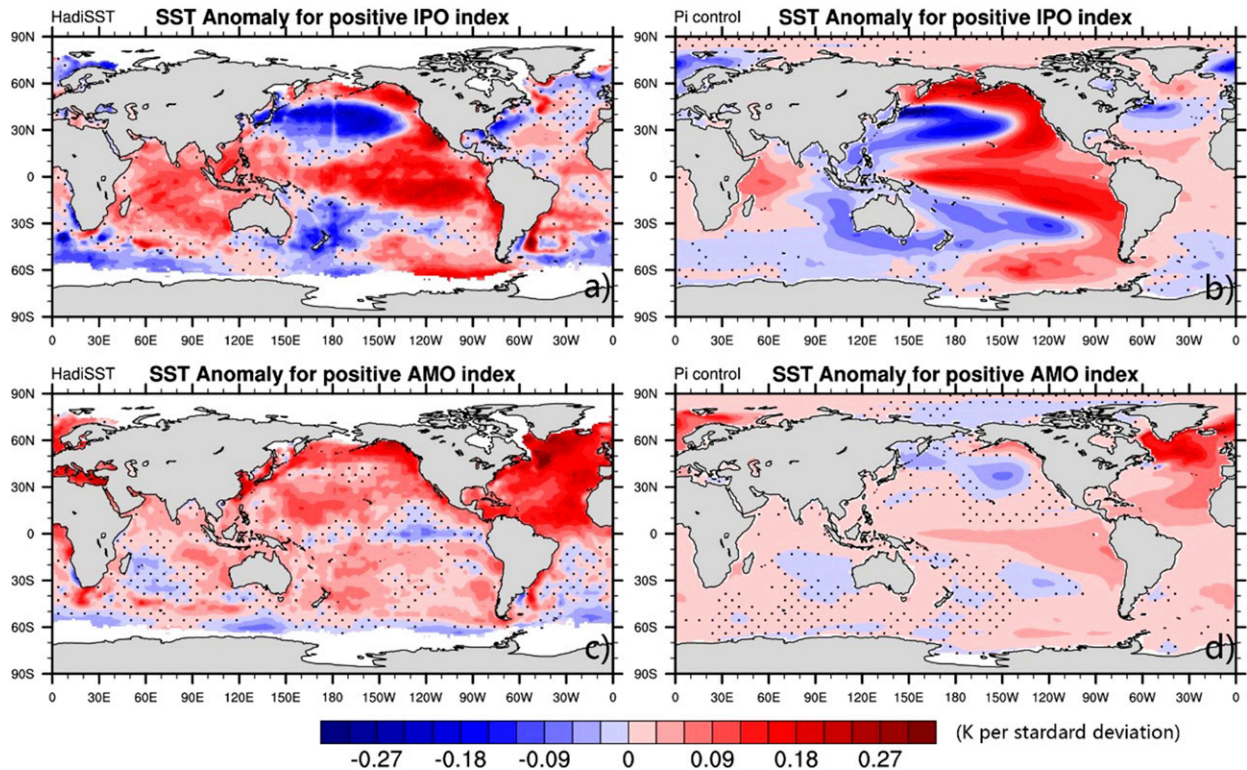 HadiSST SST Anomaly for positive IPO index
Pi control SST Anomaly for positive IPO index
90N
60N
30N
0
30S
60S
90S
a)
0 30E 60E 90E 120E 150E 180 150W 120W 90W 60W 30W 0
90N
60N
30N
0
30S
60S
90S
b)
0 30E 60E 90E 120E 150E 180 150W 120W 90W 60W 30W 0
HadiSST SST Anomaly for positive AMO index
Pi control SST Anomaly for positive AMO index
90N
60N
30N
0
30S
60S
90S
c)
0 30E 60E 90E 120E 150E 180 150W 120W 90W 60W 30W 0
90N
60N
30N
0
30S
60S
90S
d)
0 30E 60E 90E 120E 150E 180 150W 120W 90W 60W 30W 0
(K per standard deviation)
-0.27 -0.18 -0.09 0 0.09 0.18 0.27